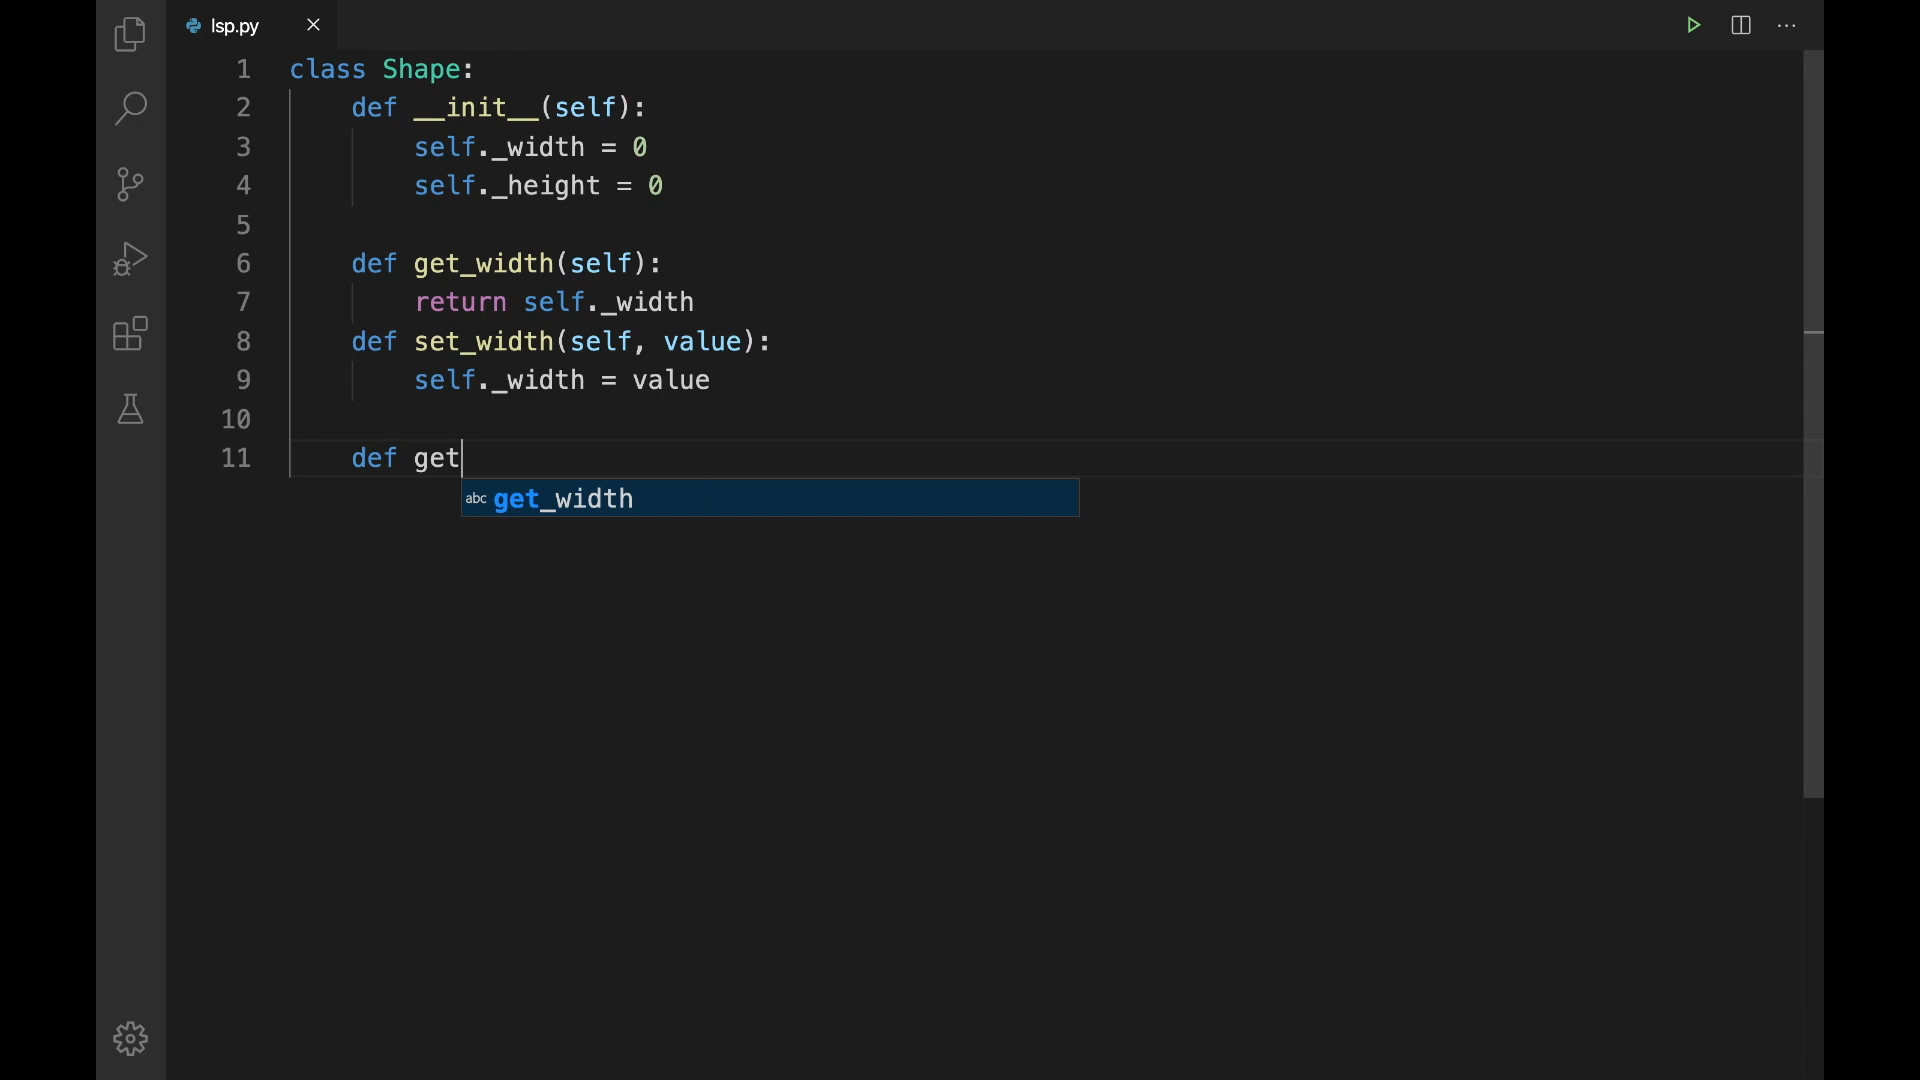 lsp.py
1 class Shape:
2 def __init__(self):
3 self._width = 0
4 self._height = 0
5
6 def get_width(self):
7 return self._width
8 def set_width(self, value):
9 self._width = value
10
11 def get
abc get_width